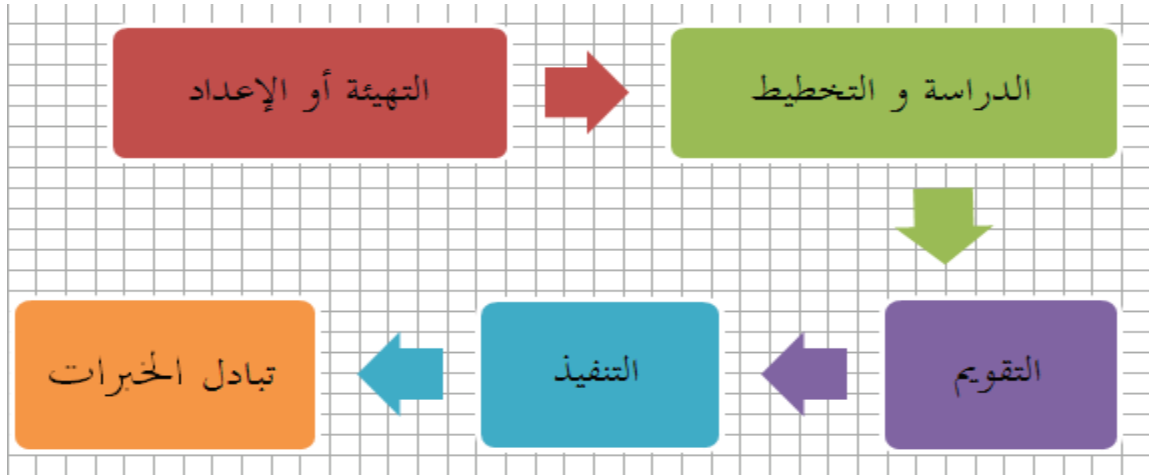 التهيئة أو الإعداد
الدراسة و التخطيط
التقويم
التنفيذ
تبادل الخبرات